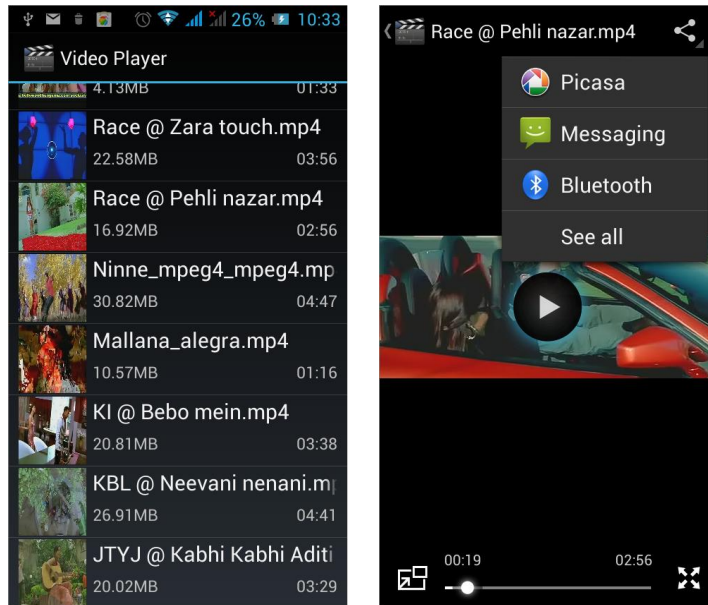 26% 10:33
Video Player
4.13MB 01:33
Race @ Zara touch.mp4
22.58MB 03:56
Race @ Pehli nazar.mp4
16.92MB 02:56
Ninne_mpeg4_mpeg4.mp
30.82MB 04:47
Mallana_alegra.mp4
10.57MB 01:16
KI @ Bebo mein.mp4
20.81MB 03:38
KBL @ Neevani nenani.mp
26.91MB 04:41
JTYJ @ Kabhi Kabhi Aditi
20.02MB 03:29
Race @ Pehli nazar.mp4
Picasa
Messaging
Bluetooth
See all
00:19 02:56